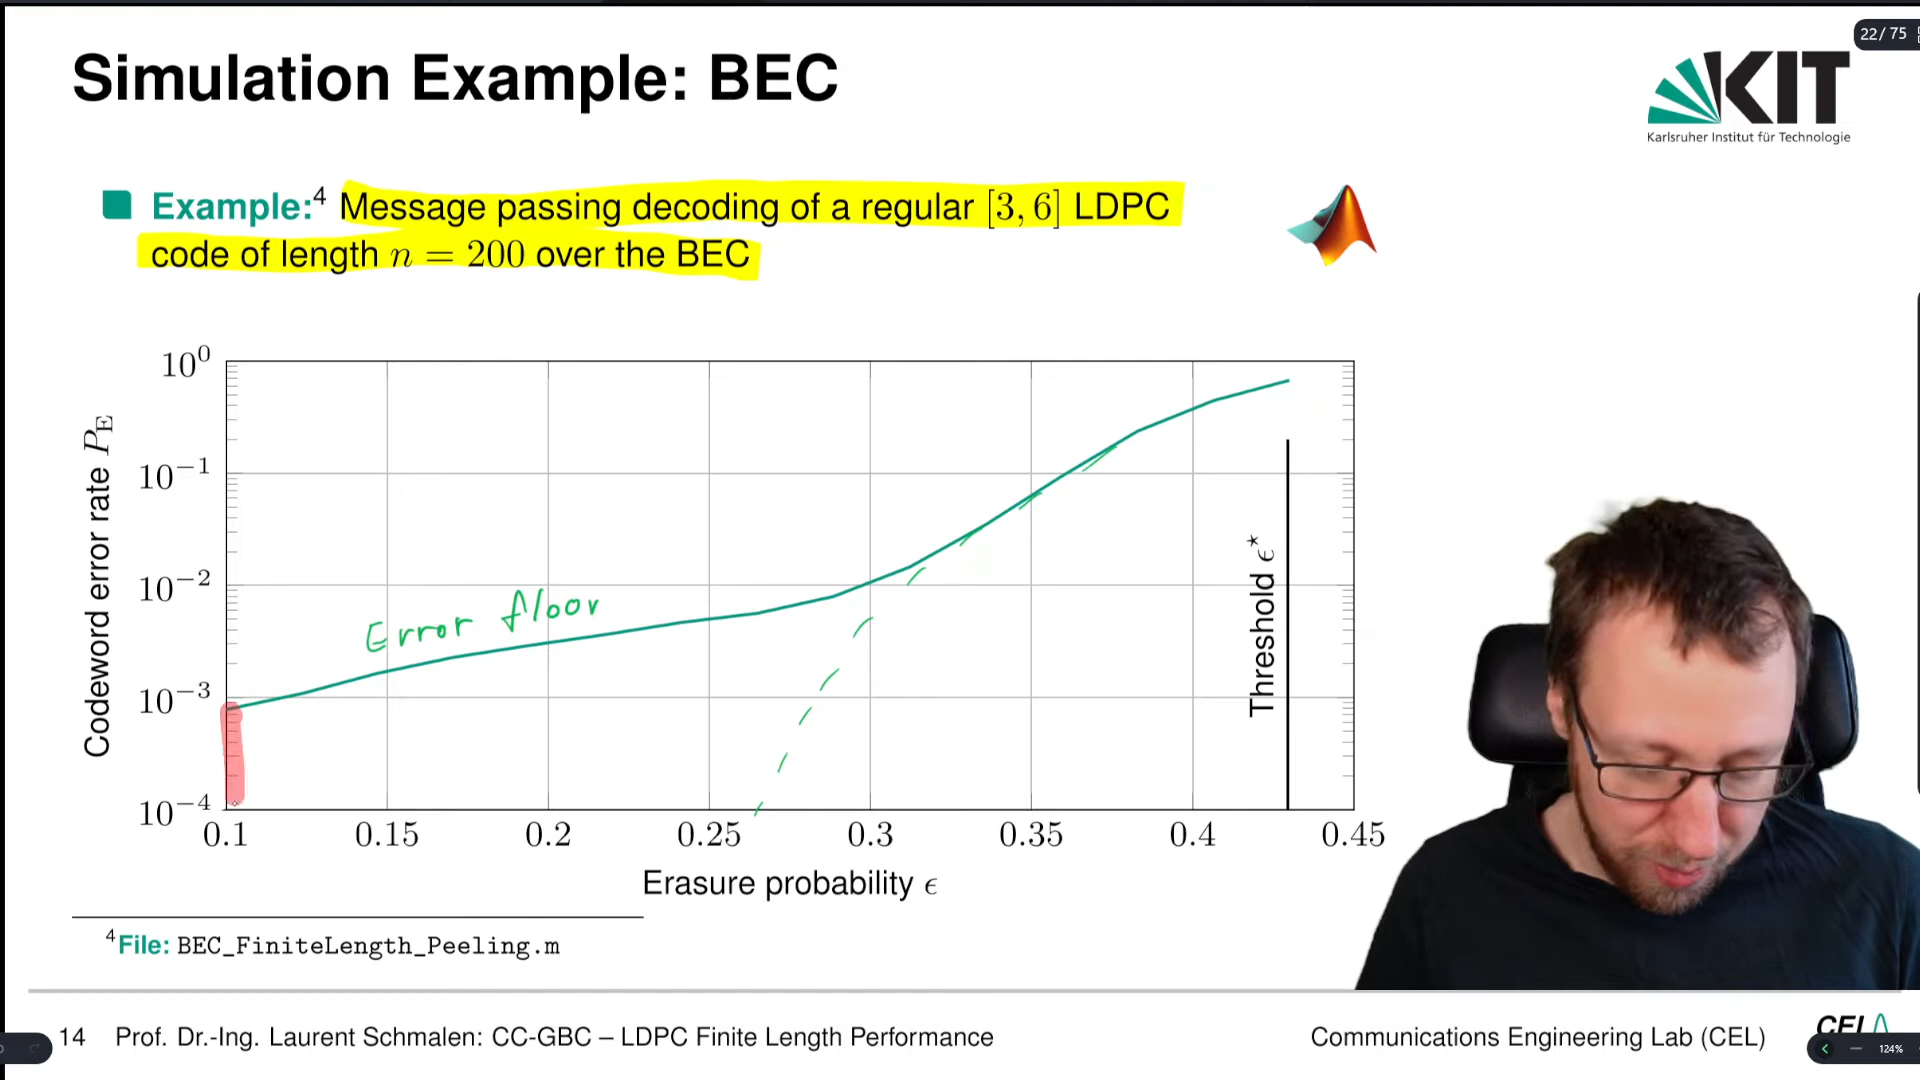 22/ 75
Simulation Example: BEC
KIT
Karlsruher Institut für Technologie
Example:⁴ Message passing decoding of a regular [3, 6] LDPC
code of length n = 200 over the BEC
10⁰
10⁻¹
10⁻²
10⁻³
10⁻⁴
Codeword error rate P_E
Error floor
Threshold ϵ*
0.1 0.15 0.2 0.25 0.3 0.35 0.4 0.45
Erasure probability ϵ
⁴File: BEC_FiniteLength_Peeling.m
14 Prof. Dr.-Ing. Laurent Schmalen: CC-GBC – LDPC Finite Length Performance
Communications Engineering Lab (CEL)
CEL
124%